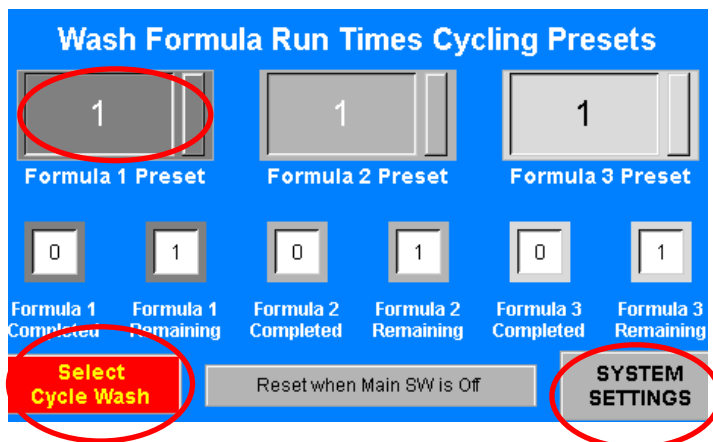 Wash Formula Run Times Cycling Presets
1 1 1
Formula 1 Preset Formula 2 Preset Formula 3 Preset
0 1 0 1 0 1
Formula 1 Formula 1 Formula 2 Formula 2 Formula 3 Formula 3
Completed Remaining Completed Remaining Completed Remaining
Select
Cycle Wash
Reset when Main SW is Off
SYSTEM
SETTINGS